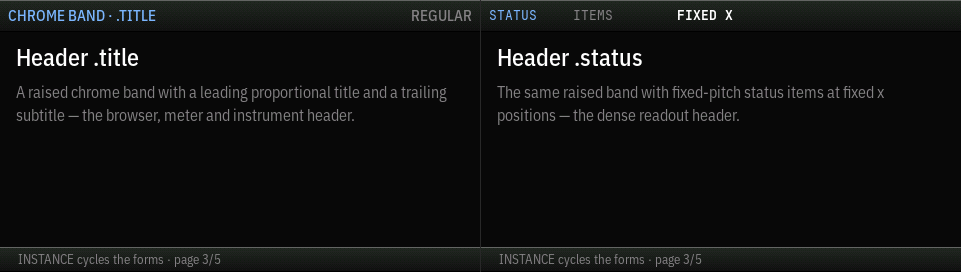 CHROME BAND · .TITLE
REGULAR
Header .title
A raised chrome band with a leading proportional title and a trailing
subtitle — the browser, meter and instrument header.
INSTANCE cycles the forms · page 3/5
STATUS ITEMS FIXED X
Header .status
The same raised band with fixed-pitch status items at fixed x
positions — the dense readout header.
INSTANCE cycles the forms · page 3/5